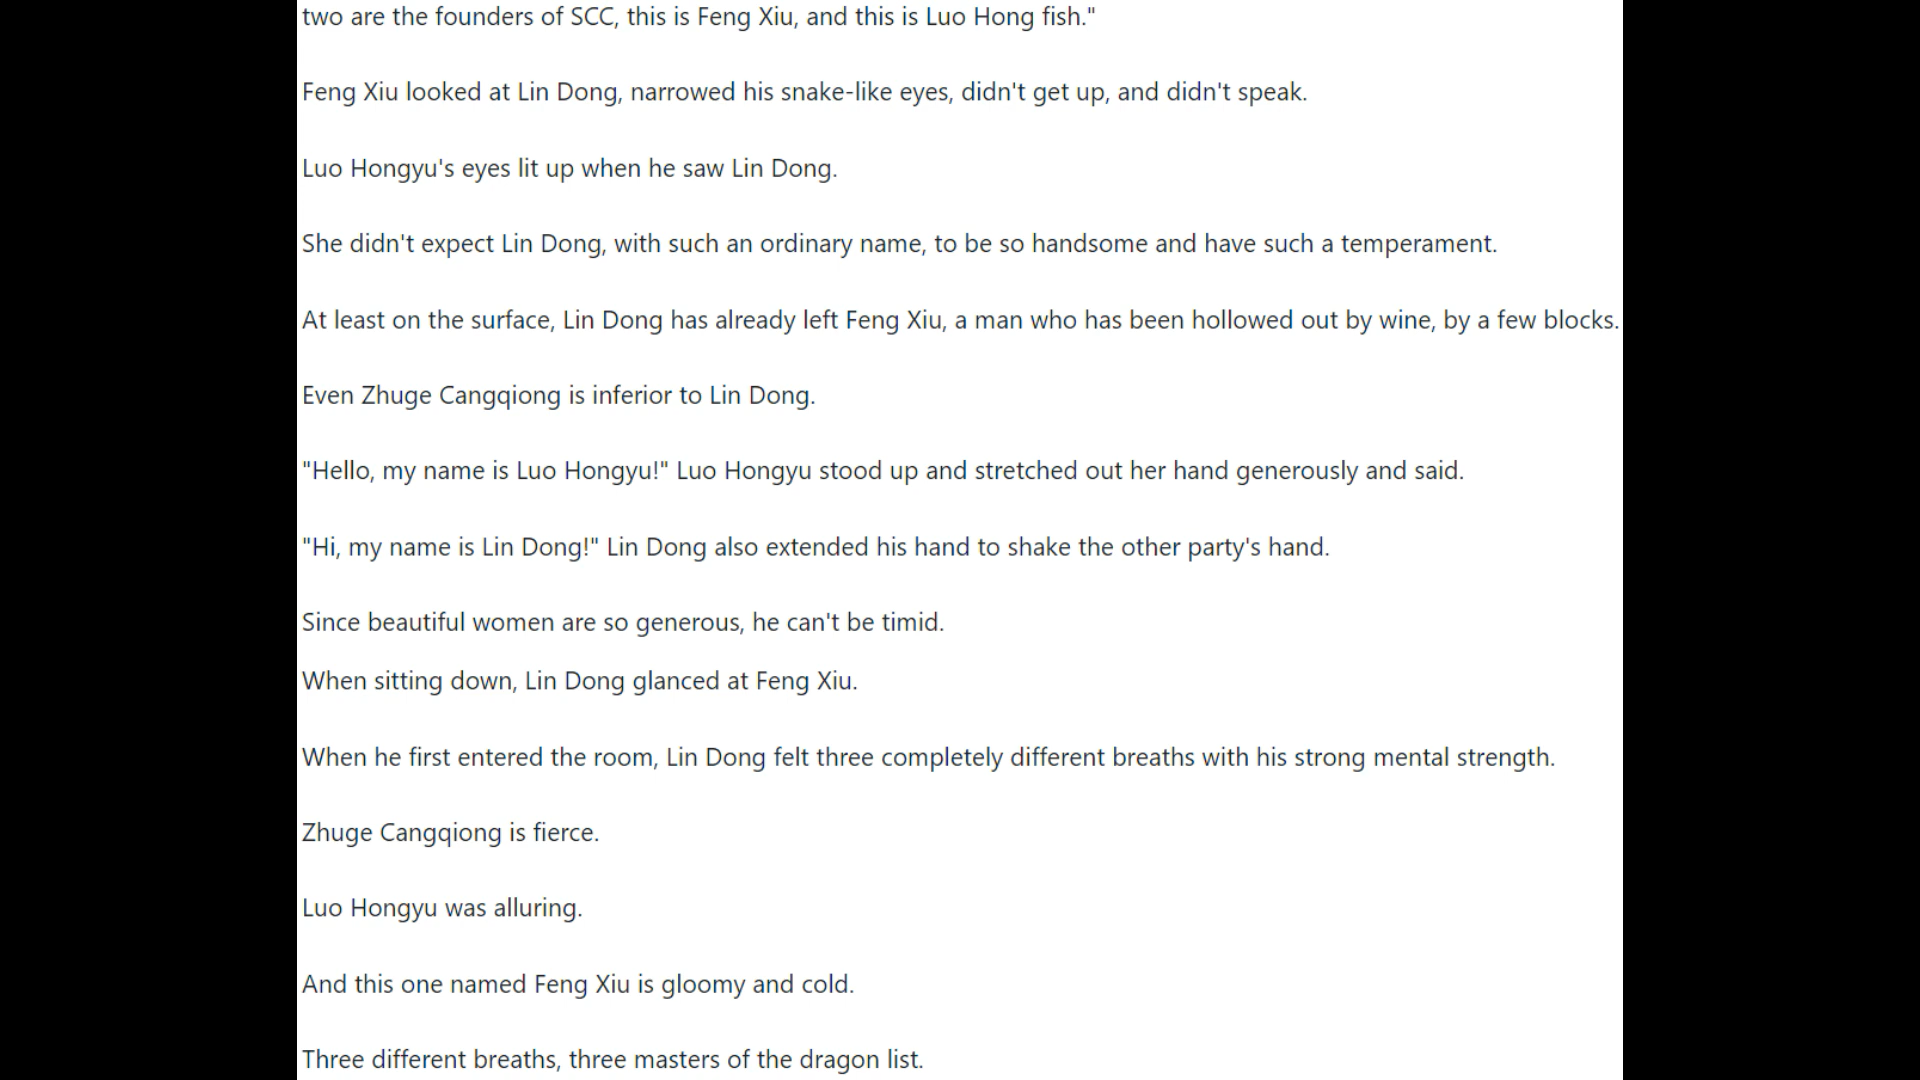 two are the founders of SCC, this is Feng Xiu, and this is Luo Hong fish."
Feng Xiu looked at Lin Dong, narrowed his snake-like eyes, didn't get up, and didn't speak.
Luo Hongyu's eyes lit up when he saw Lin Dong.
She didn't expect Lin Dong, with such an ordinary name, to be so handsome and have such a temperament.
At least on the surface, Lin Dong has already left Feng Xiu, a man who has been hollowed out by wine, by a few blocks.
Even Zhuge Cangqiong is inferior to Lin Dong.
"Hello, my name is Luo Hongyu!" Luo Hongyu stood up and stretched out her hand generously and said.
"Hi, my name is Lin Dong!" Lin Dong also extended his hand to shake the other party's hand.
Since beautiful women are so generous, he can't be timid.
When sitting down, Lin Dong glanced at Feng Xiu.
When he first entered the room, Lin Dong felt three completely different breaths with his strong mental strength.
Zhuge Cangqiong is fierce.
Luo Hongyu was alluring.
And this one named Feng Xiu is gloomy and cold.
Three different breaths, three masters of the dragon list.